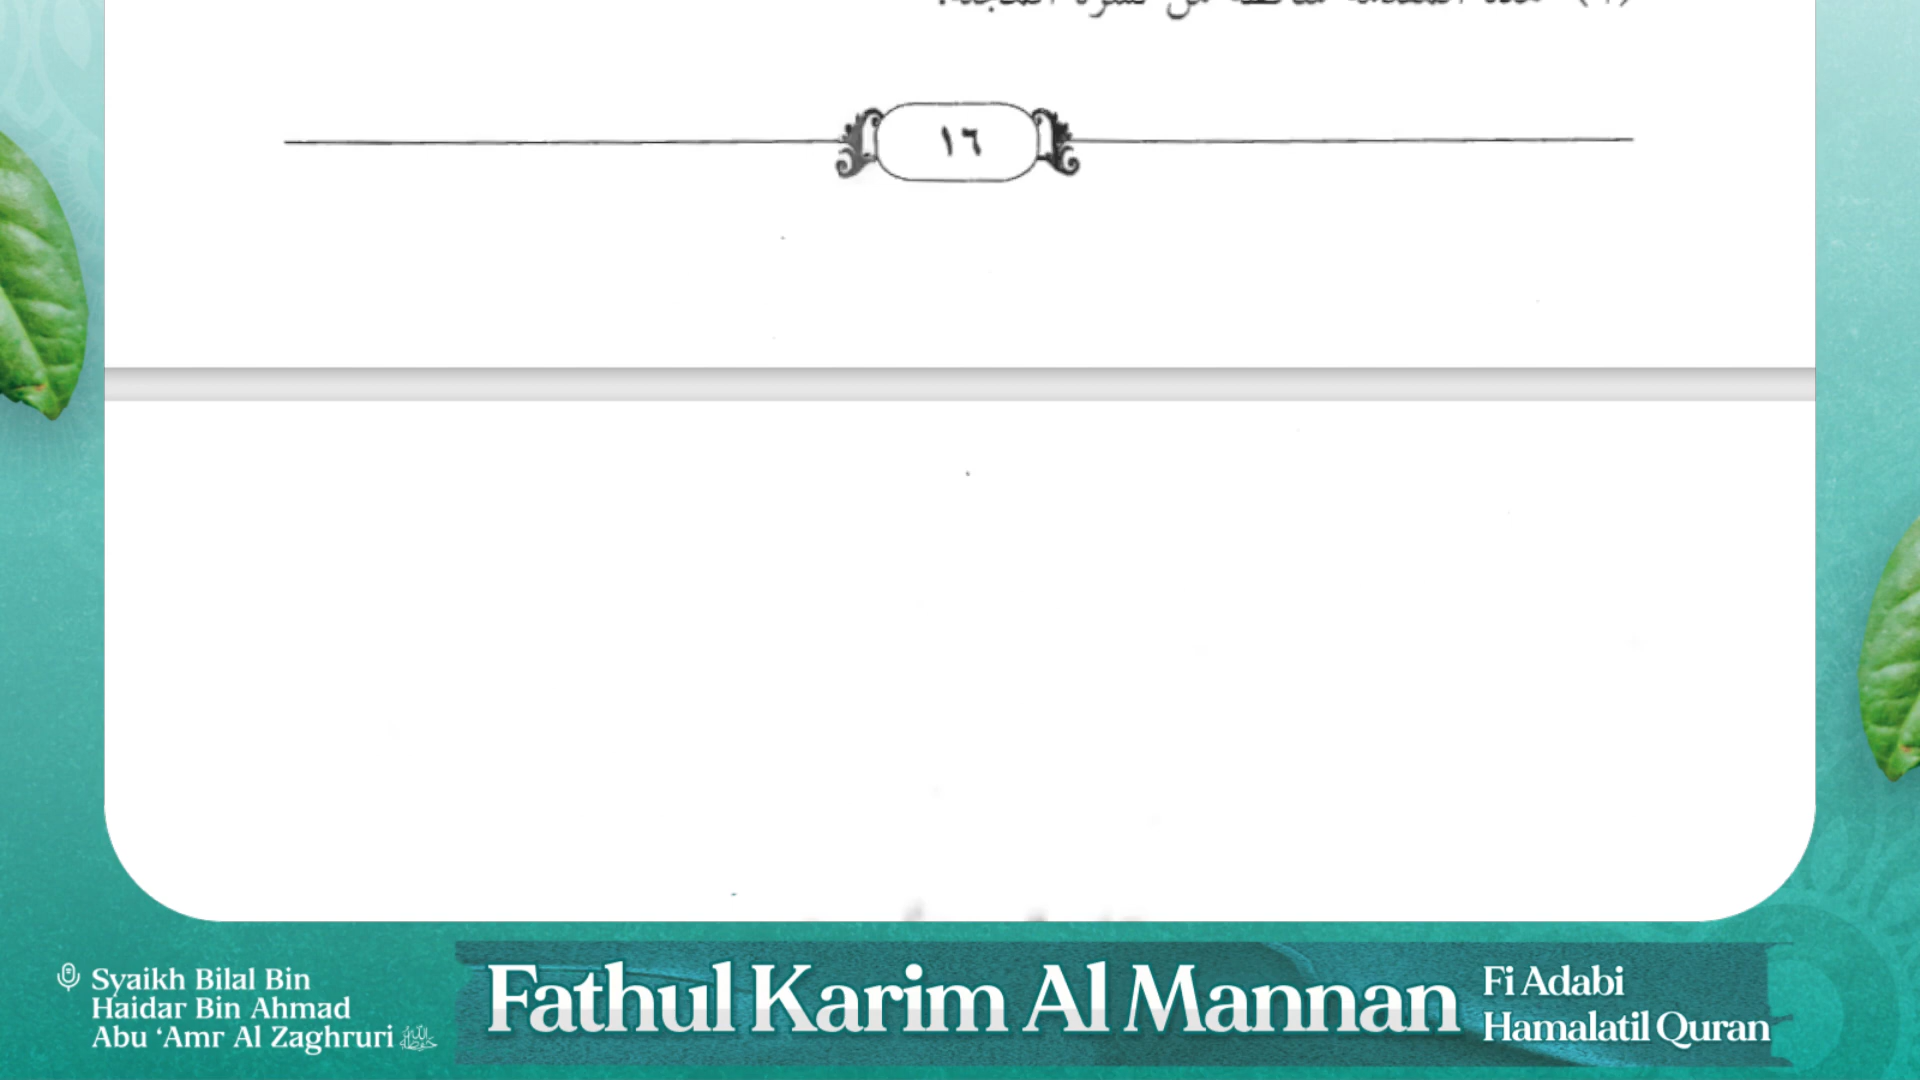 ١٦
Syaikh Bilal Bin
Haidar Bin Ahmad
Abu ‘Amr Al Zaghruri
Fathul Karim Al Mannan
Fi Adabi
Hamalatil Quran